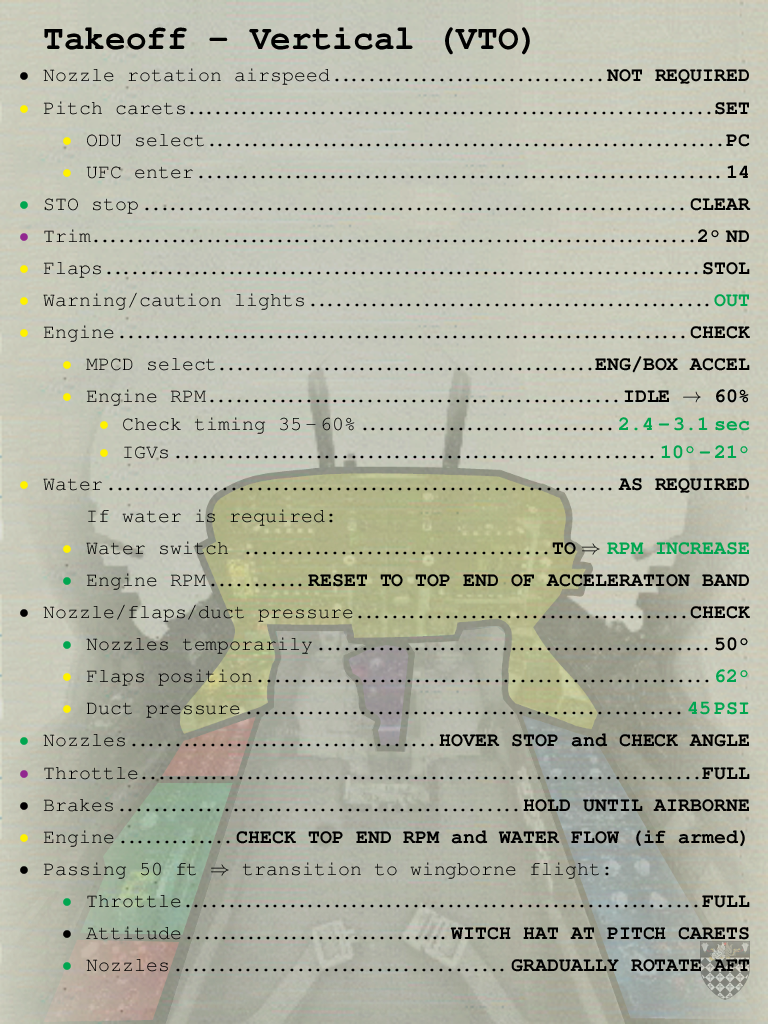 Takeoff – Vertical (VTO)
• Nozzle rotation airspeed..............................NOT REQUIRED
• Pitch carets..............................SET
• ODU select..............................PC
• UFC enter..............................14
• STO stop..............................CLEAR
• Trim..............................2° ND
• Flaps..............................STOL
• Warning/caution lights..............................OUT
• Engine..............................CHECK
• MPCD select..............................ENG/BOX ACCEL
• Engine RPM..............................IDLE → 60%
• Check timing 35–60%..............................2.4–3.1 sec
• IGVs..............................10°–21°
• Water..............................AS REQUIRED
If water is required:
• Water switch ..............................TO ⇒ RPM INCREASE
• Engine RPM...........RESET TO TOP END OF ACCELERATION BAND
• Nozzle/flaps/duct pressure..............................CHECK
• Nozzles temporarily..............................50°
• Flaps position..............................62°
• Duct pressure..............................45 PSI
• Nozzles..............................HOVER STOP and CHECK ANGLE
• Throttle..............................FULL
• Brakes..............................HOLD UNTIL AIRBORNE
• Engine.............CHECK TOP END RPM and WATER FLOW (if armed)
• Passing 50 ft ⇒ transition to wingborne flight:
• Throttle..............................FULL
• Attitude..............................WITCH HAT AT PITCH CARETS
• Nozzles..............................GRADUALLY ROTATE AFT